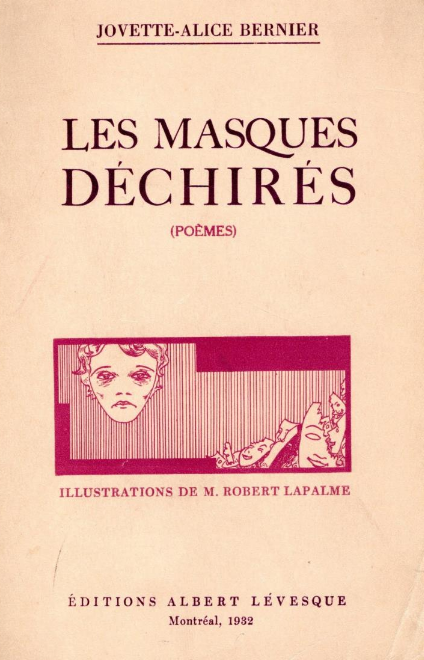 JOVETTE-ALICE BERNIER
LES MASQUES
DÉCHIRÉS
(POÈMES)
ILLUSTRATIONS DE M. ROBERT LAPALME
ÉDITIONS ALBERT LÉVESQUE
Montréal, 1932